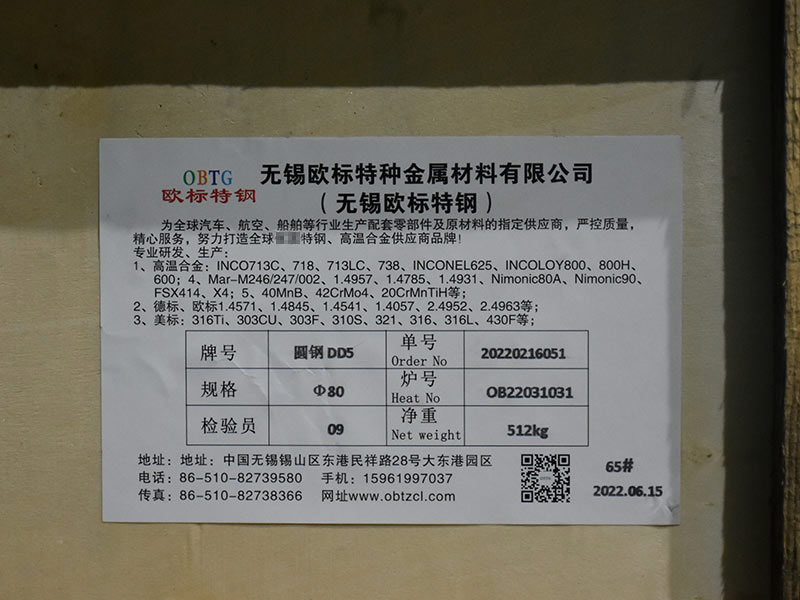 OBTG
欧标特钢
无锡欧标特种金属材料有限公司
（无锡欧标特钢）
为全球汽车、航空、船舶等行业生产配套零部件及原材料的指定供应商，严控质量，
精心服务，努力打造全球特钢、高温合金供应商品牌!
专业研发、生产：
1、高温合金：INCO713C、718、713LC、738、INCONEL625、INCOLOY800、800H、
600；4、Mar-M246/247/002、1.4957、1.4785、1.4931、Nimonic80A、Nimonic90、
FSX414、X4；5、40MnB、42CrMo4、20CrMnTiH等；
2、德标、欧标1.4571、1.4845、1.4541、1.4057、2.4952、2.4963等；
3、美标：316Ti、303CU、303F、310S、321、316、316L、430F等；
牌号 圆钢 DD5 单号 Order No 20220216051
规格 Φ80 炉号 Heat No OB22031031
检验员 09 净重 Net weight 512kg
地址：地址：中国无锡锡山区东港民祥路28号大东港园区
电话：86-510-82739580 手机：15961997037
传真：86-510-82738366 网址www.obtzcl.com
65#
2022.06.15